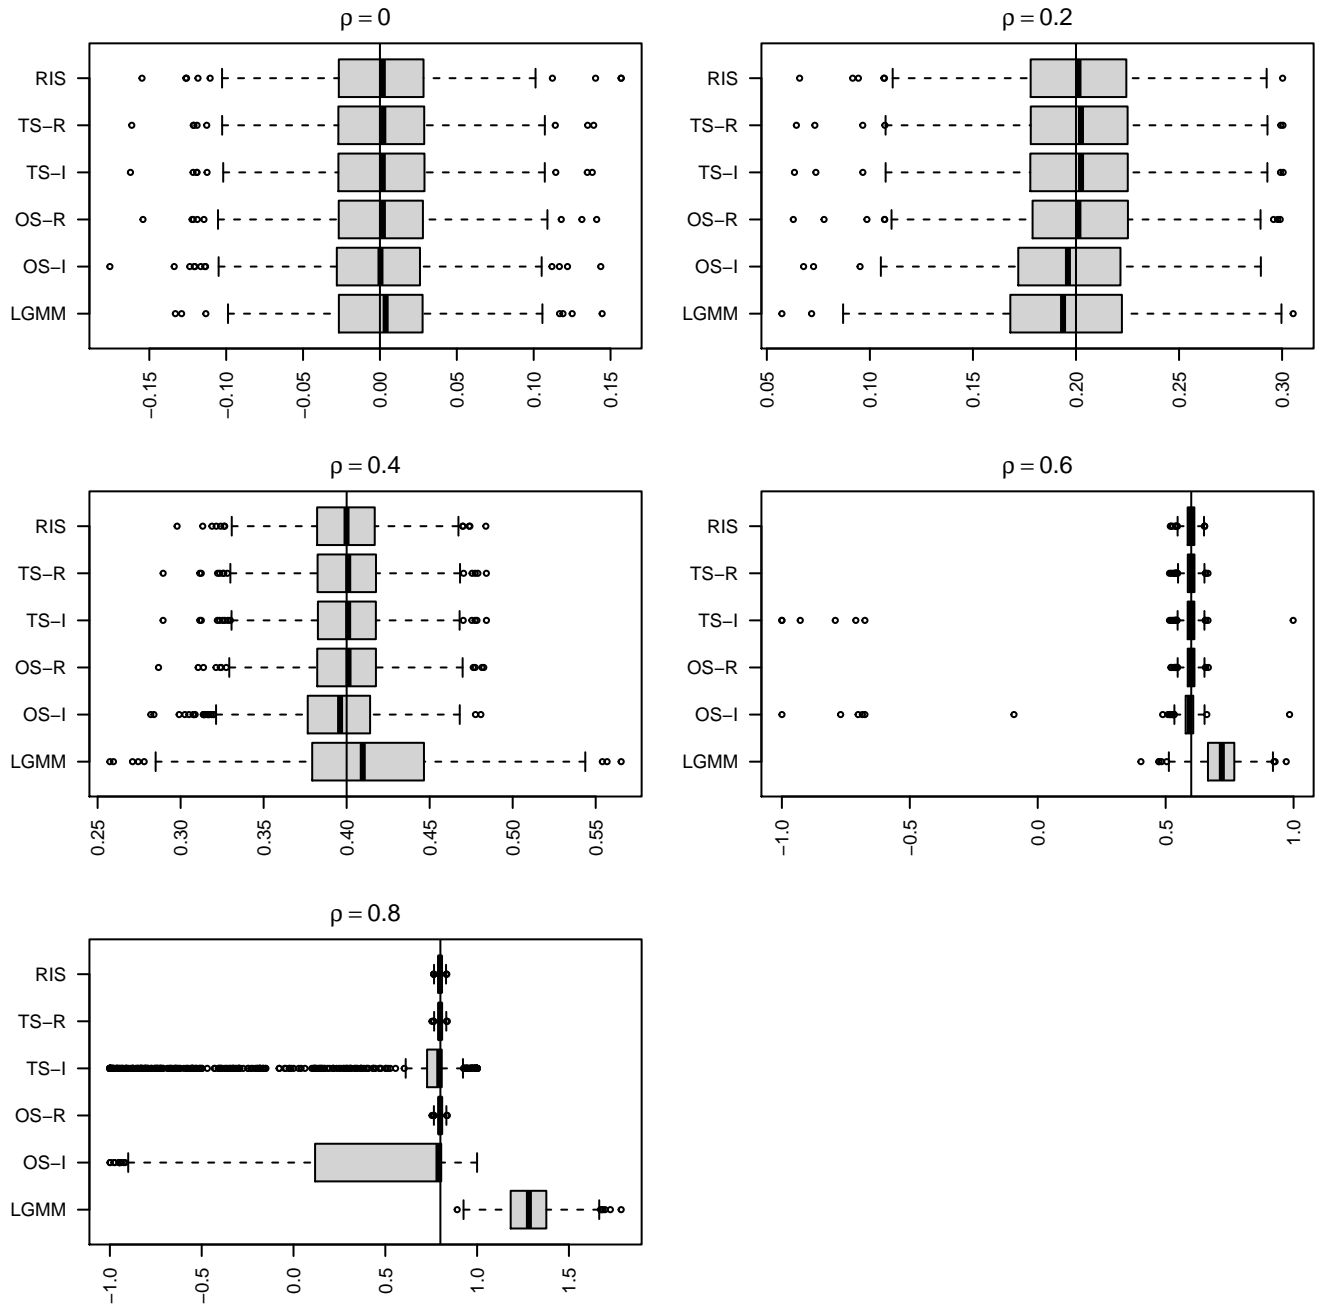 ρ = 0
RIS
TS−R
TS−I
OS−R
OS−I
LGMM
−0.15
−0.10
−0.05
0.00
0.05
0.10
0.15
ρ = 0.2
RIS
TS−R
TS−I
OS−R
OS−I
LGMM
0.05
0.10
0.15
0.20
0.25
0.30
ρ = 0.4
RIS
TS−R
TS−I
OS−R
OS−I
LGMM
0.25
0.30
0.35
0.40
0.45
0.50
0.55
ρ = 0.6
RIS
TS−R
TS−I
OS−R
OS−I
LGMM
−1.0
−0.5
0.0
0.5
1.0
ρ = 0.8
RIS
TS−R
TS−I
OS−R
OS−I
LGMM
−1.0
−0.5
0.0
0.5
1.0
1.5